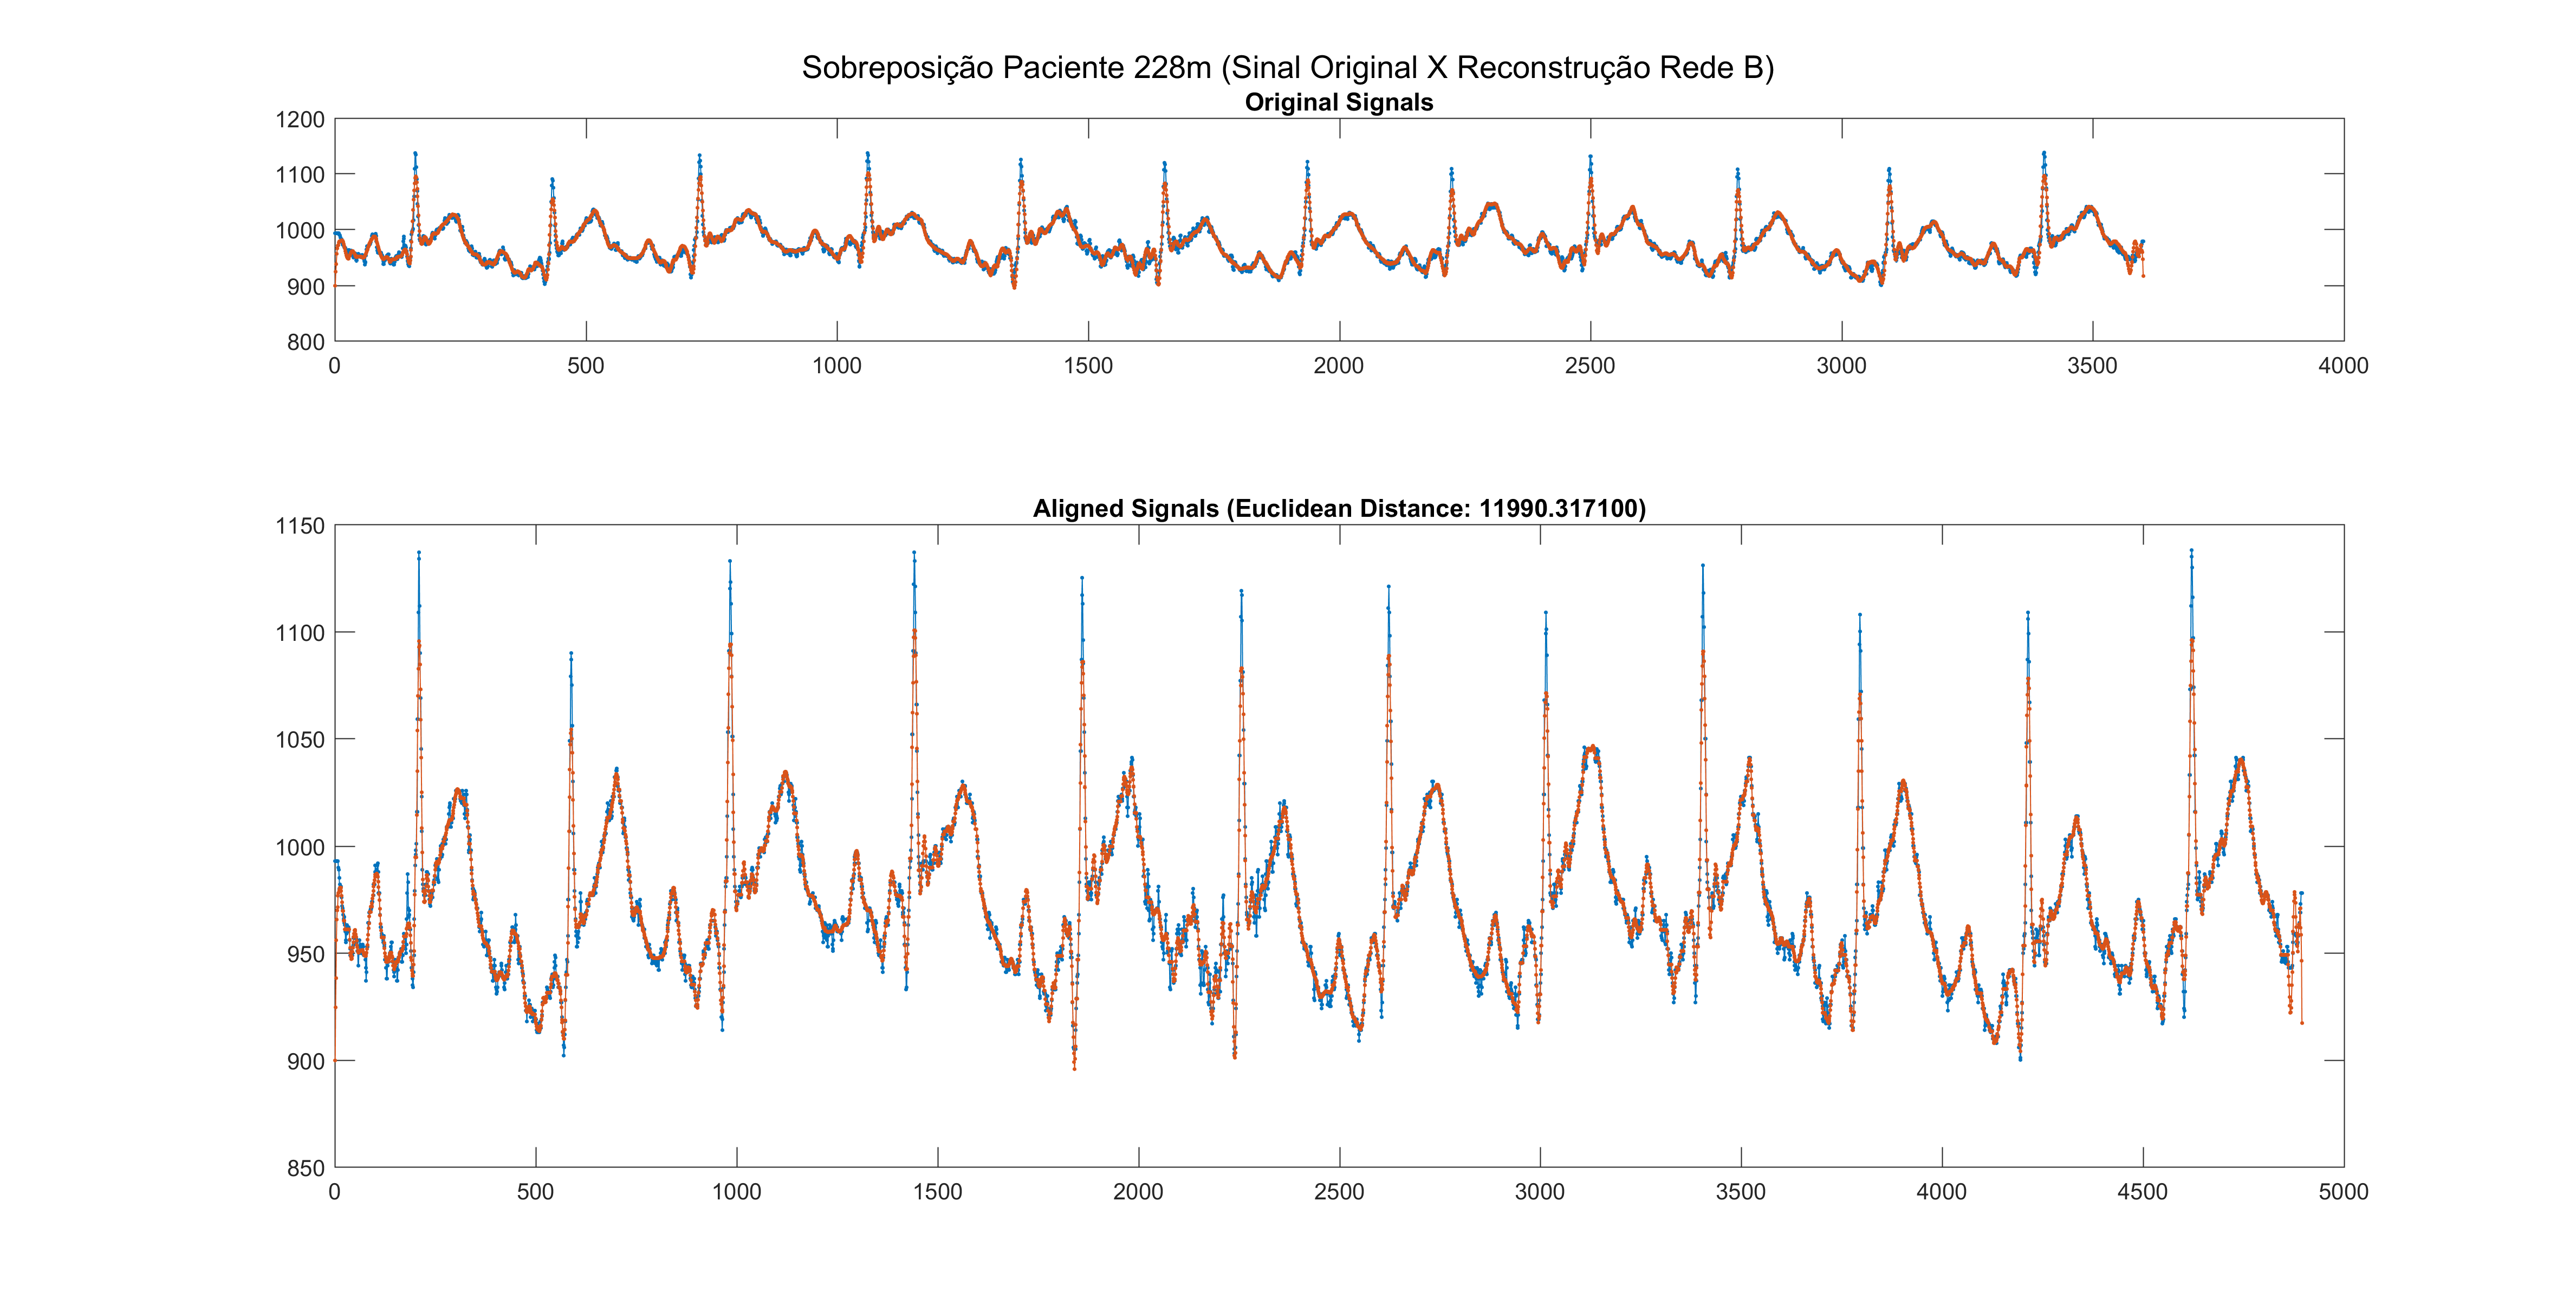 Sobreposição Paciente 228m (Sinal Original X Reconstrução Rede B)
Original Signals
1200
1100
1000
900
800
0 500 1000 1500 2000 2500 3000 3500 4000
Aligned Signals (Euclidean Distance: 11990.317100)
1150
1100
1050
1000
950
900
850
0 500 1000 1500 2000 2500 3000 3500 4000 4500 5000